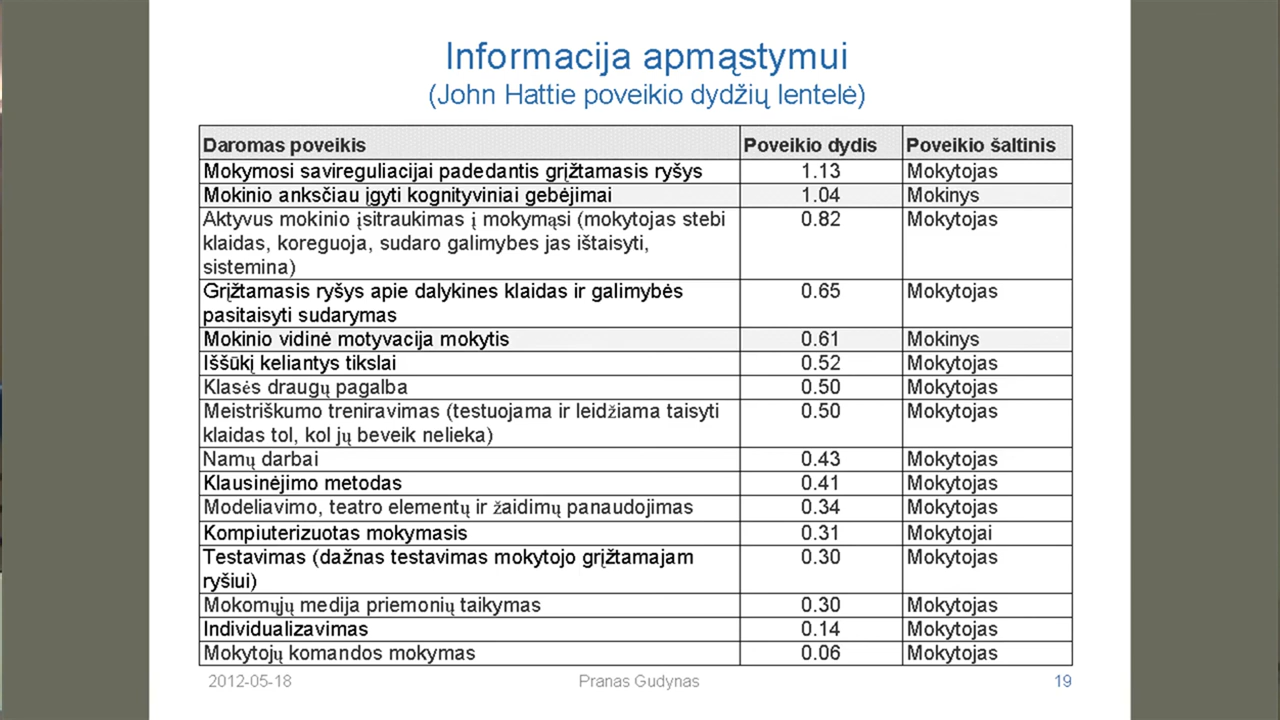 Informacija apmąstymui
(John Hattie poveikio dydžių lentelė)
Daromas poveikis Poveikio dydis Poveikio šaltinis
Mokymosi savireguliacijai padedantis grįžtamasis ryšys 1.13 Mokytojas
Mokinio anksčiau įgyti kognityviniai gebėjimai 1.04 Mokinys
Aktyvus mokinio įsitraukimas į mokymąsi (mokytojas stebi 0.82 Mokytojas
klaidas, koreguoja, sudaro galimybes jas ištaisyti,
sistemina)
Grįžtamasis ryšys apie dalykines klaidas ir galimybės 0.65 Mokytojas
pasitaisyti sudarymas
Mokinio vidinė motyvacija mokytis 0.61 Mokinys
Iššūkį keliantys tikslai 0.52 Mokytojas
Klasės draugų pagalba 0.50 Mokytojas
Meistriškumo treniravimas (testuojama ir leidžiama taisyti 0.50 Mokytojas
klaidas tol, kol jų beveik nelieka)
Namų darbai 0.43 Mokytojas
Klausinėjimo metodas 0.41 Mokytojas
Modeliavimo, teatro elementų ir žaidimų panaudojimas 0.34 Mokytojas
Kompiuterizuotas mokymasis 0.31 Mokytojai
Testavimas (dažnas testavimas mokytojo grįžtamajam 0.30 Mokytojas
ryšiui)
Mokomųjų medija priemonių taikymas 0.30 Mokytojas
Individualizavimas 0.14 Mokytojas
Mokytojų komandos mokymas 0.06 Mokytojas
2012-05-18 Pranas Gudynas 19